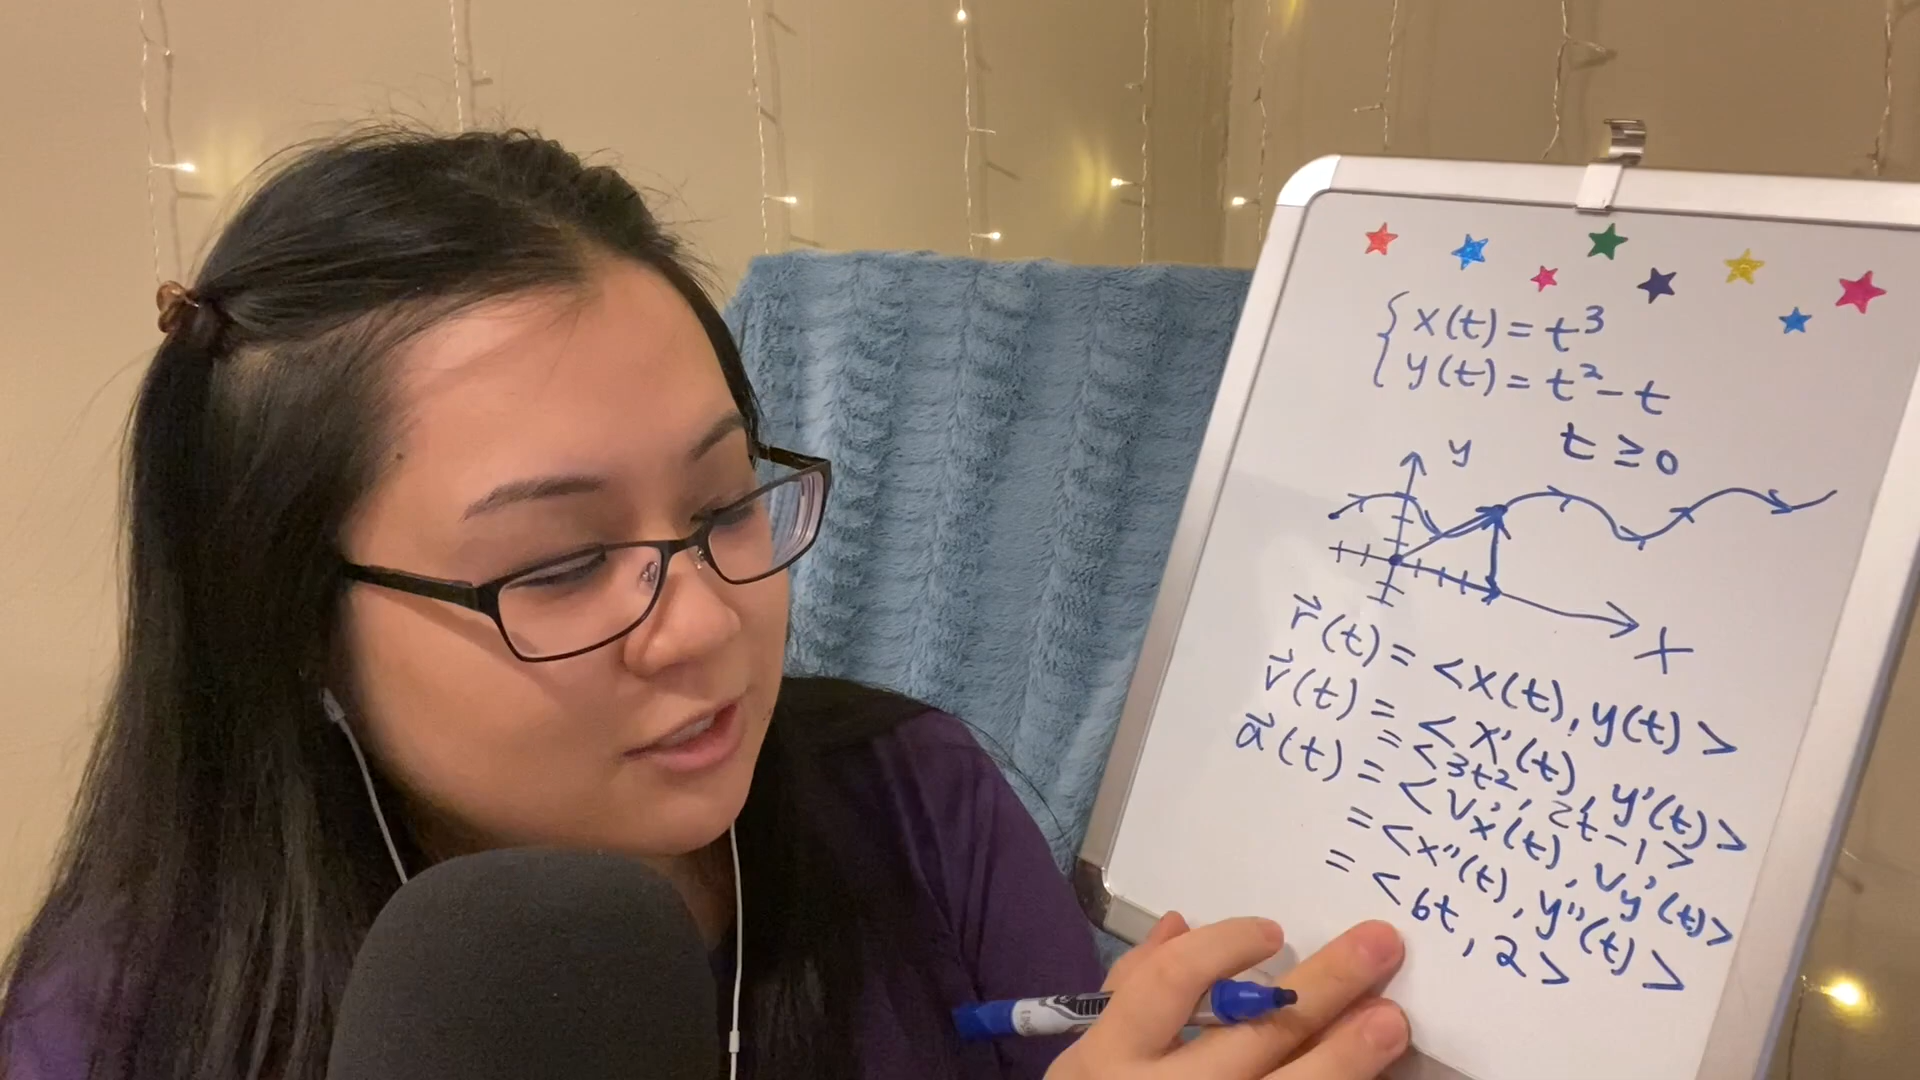 x(t) = t³
y(t) = t² - t
t ≥ 0
y
x
r⃗(t) = <x(t), y(t)>
v⃗(t) = <x'(t), y'(t)>
= <3t², 2t-1>
a⃗(t) = <Vx'(t), Vy'(t)>
= <x''(t), y''(t)>
= <6t, 2>